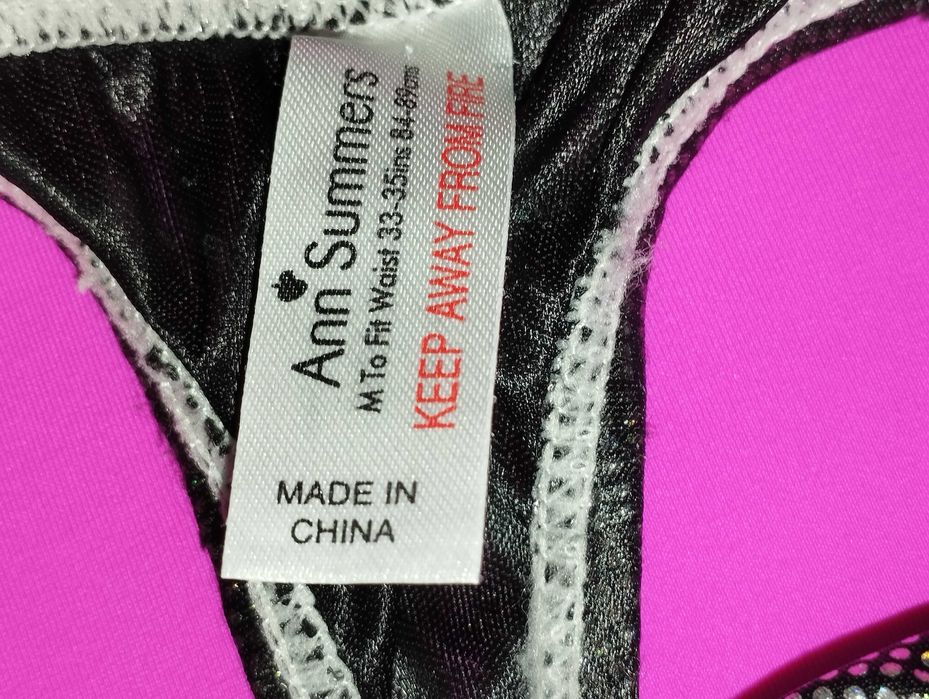 Ann Summers
M To Fit Waist 33-35ins 84-89cms
KEEP AWAY FROM FIRE
MADE IN
CHINA